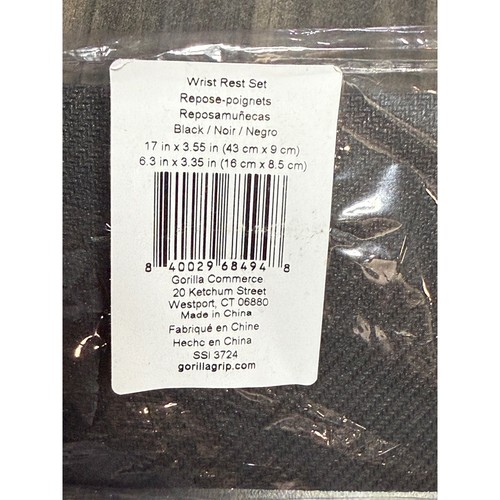 Wrist Rest Set
Repose-poignets
Reposamuñecas
Black / Noir / Negro
17 in x 3.55 in (43 cm x 9 cm)
6.3 in x 3.35 in (16 cm x 8.5 cm)
8 40029 68494 8
Gorilla Commerce
20 Ketchum Street
Westport, CT 06880
Made in China
Fabriqué en Chine
Hecho en China
SSI 3724
gorillagrip.com